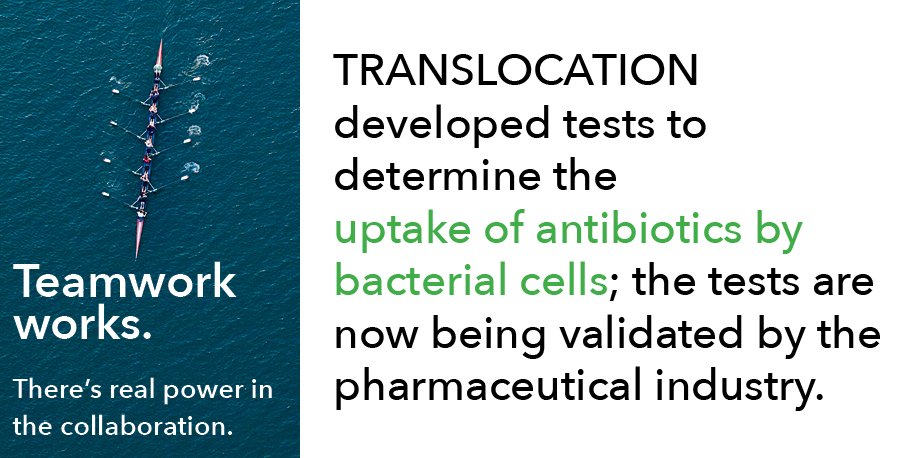 Teamwork
works.
There's real power in
the collaboration.
TRANSLOCATION
developed tests to
determine the
uptake of antibiotics by
bacterial cells; the tests are
now being validated by the
pharmaceutical industry.